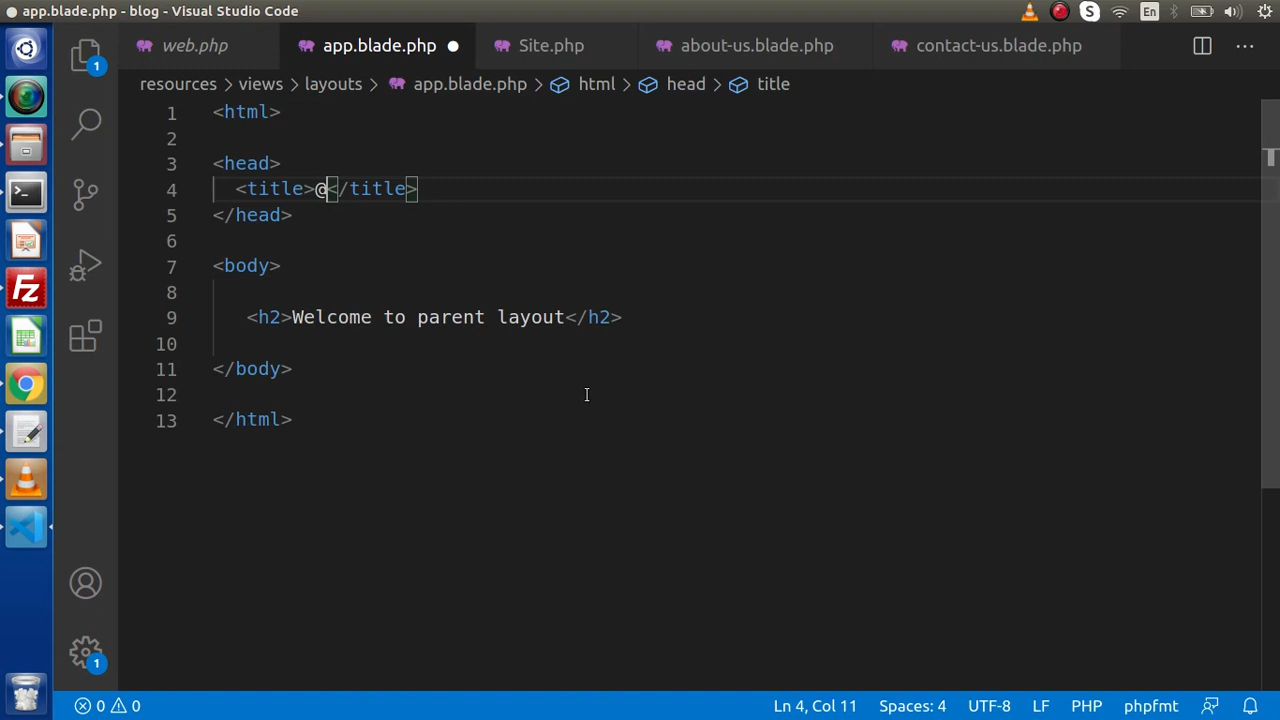 app.blade.php - blog - Visual Studio Code
En
web.php
app.blade.php
Site.php
about-us.blade.php
contact-us.blade.php
resources > views > layouts > app.blade.php > html > head > title
1 <html>
2
3 <head>
4 <title>@</title>
5 </head>
6
7 <body>
8
9 <h2>Welcome to parent layout</h2>
10
11 </body>
12
13 </html>
1
1
0 0
Ln 4, Col 11
Spaces: 4
UTF-8
LF
PHP
phpfmt